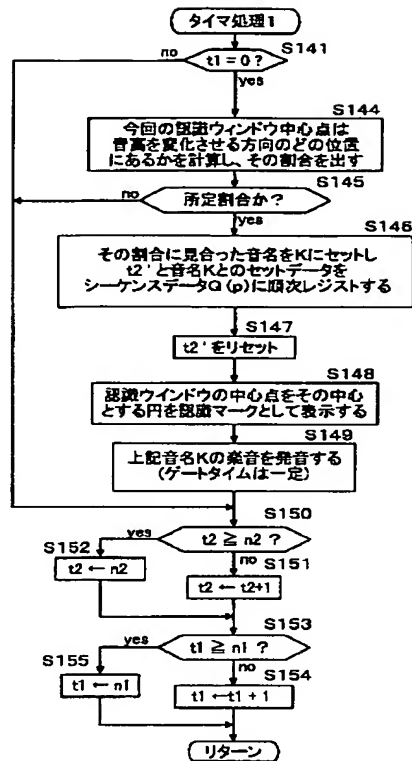 タイマ処理1
S141
no
t1 = 0 ?
yes
S144
今回の認識ウィンドウ中心点は
音高を変化させる方向のどの位置
にあるかを計算し、その割合を出す
S145
no
所定割合か?
yes
S146
その割合に見合った音名をKにセットし
t2'と音名Kとのセットデータを
シーケンスデータQ(p)に順次レジストする
S147
t2'をリセット
S148
認識ウインドウの中心点をその中心
とする円を認識マークとして表示する
S149
上記音名Kの楽音を発音する
(ゲートタイムは一定)
S150
yes
t2 ≧ n2 ?
S152
no
S151
t2 ← n2
t2 ← t2+1
S153
yes
t1 ≧ n1 ?
S155
no
S154
t1 ← n1
t1 ← t1 + 1
リターン